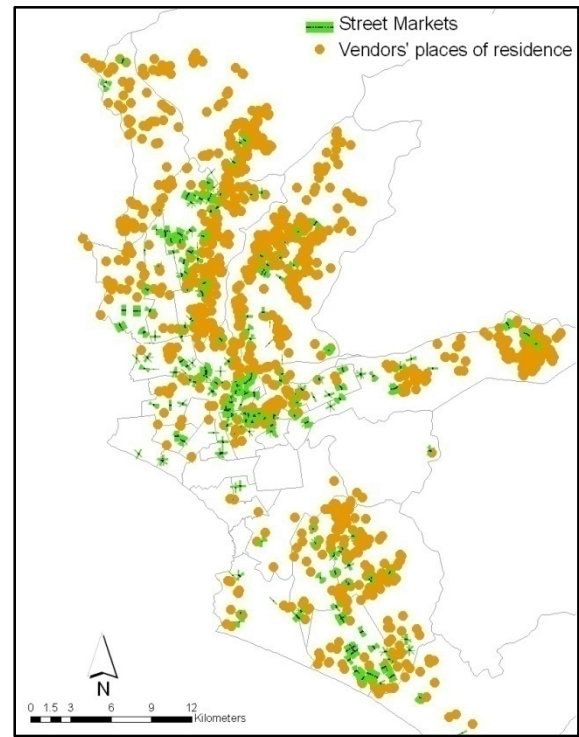 Street Markets
Vendors' places of residence
N
0 1.5 3 6 9 12
Kilometers